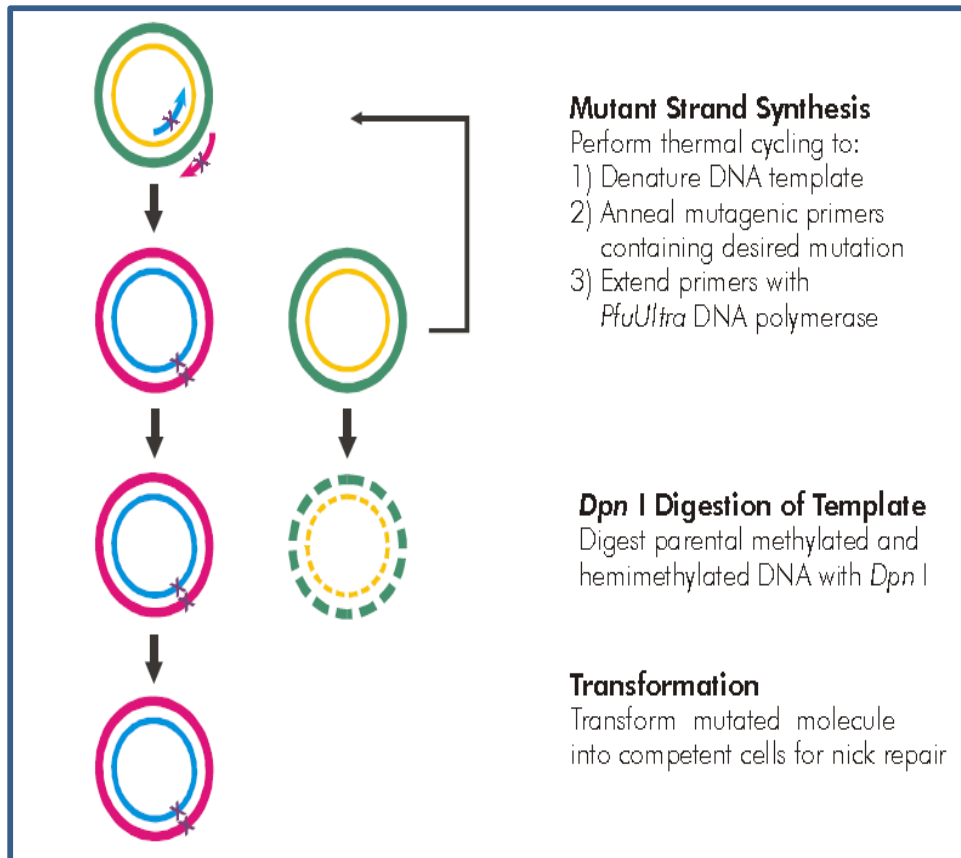 Mutant Strand Synthesis
Perform thermal cycling to:
1) Denature DNA template
2) Anneal mutagenic primers
containing desired mutation
3) Extend primers with
PfuUltra DNA polymerase
Dpn I Digestion of Template
Digest parental methylated and
hemimethylated DNA with Dpn I
Transformation
Transform mutated molecule
into competent cells for nick repair